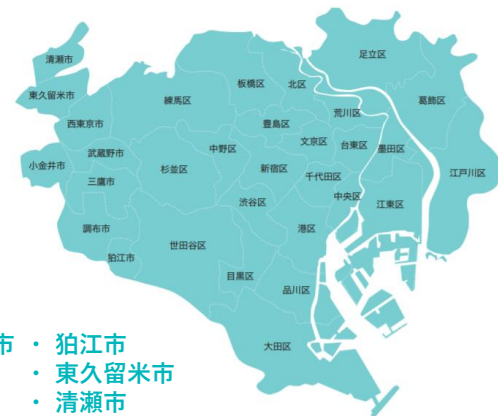 足立区
清瀬市
板橋区
北区
東久留米市
練馬区
葛飾区
荒川区
西東京市
豊島区
文京区
台東区
墨田区
武蔵野市
中野区
小金井市
杉並区
新宿区
江戸川区
千代田区
三鷹市
中央区
渋谷区
江東区
調布市
港区
世田谷区
狛江市
目黒区
品川区
大田区
市 ・ 狛江市
・ 東久留米市
・ 清瀬市